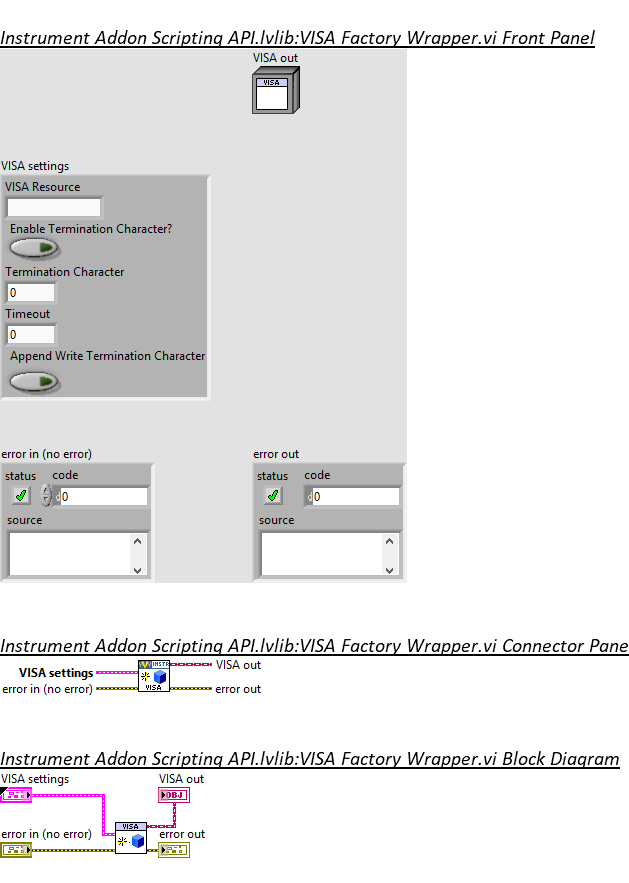 Instrument Addon Scripting API.lvlib:VISA Factory Wrapper.vi Front Panel
VISA out
VISA
VISA settings
VISA Resource
Enable Termination Character?
Termination Character
0
Timeout
0
Append Write Termination Character
error in (no error)
error out
status code
status code
0
0
source
source
Instrument Addon Scripting API.lvlib:VISA Factory Wrapper.vi Connector Pane
VISA settings
INSTR
VISA out
error in (no error)
VISA
error out
Instrument Addon Scripting API.lvlib:VISA Factory Wrapper.vi Block Diagram
VISA settings
VISA out
OBJ
VISA
error in (no error)
error out